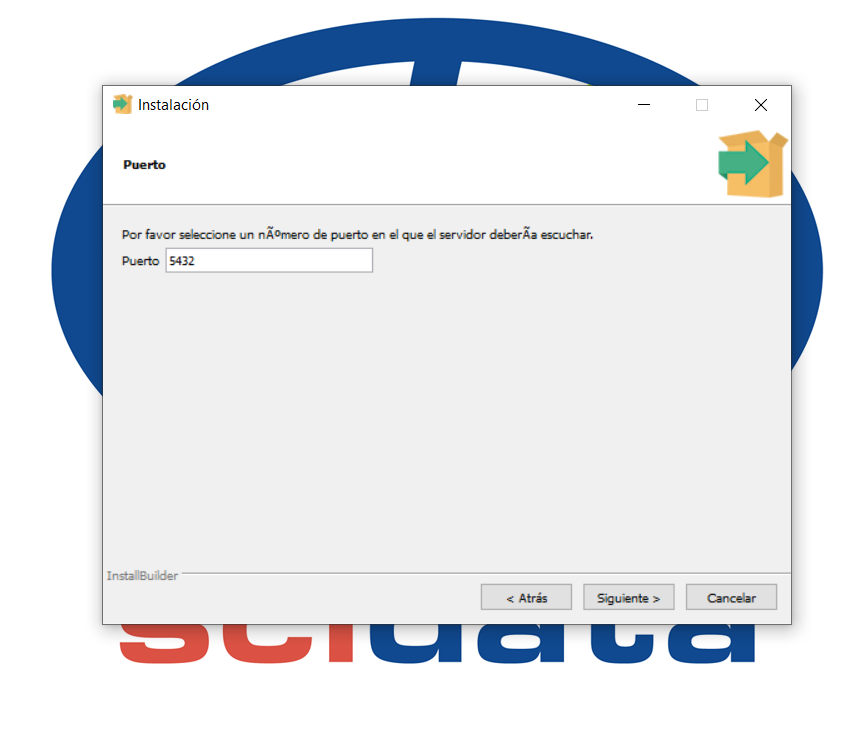 Instalación
Puerto
Por favor seleccione un nÃºmero de puerto en el que el servidor deberÃa escuchar.
Puerto 5432
InstallBuilder
< Atrás Siguiente > Cancelar
scidata